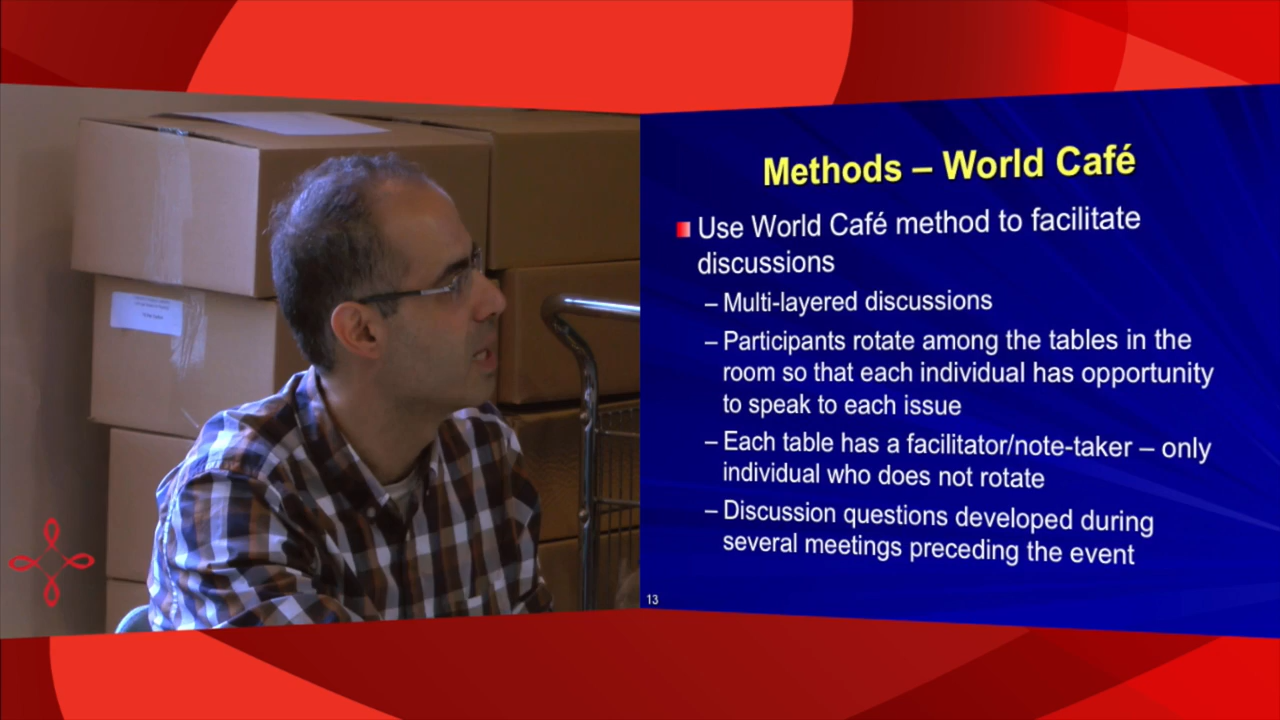 Methods – World Café
Use World Café method to facilitate
discussions
– Multi-layered discussions
– Participants rotate among the tables in the
room so that each individual has opportunity
to speak to each issue
– Each table has a facilitator/note-taker – only
individual who does not rotate
– Discussion questions developed during
several meetings preceding the event
13